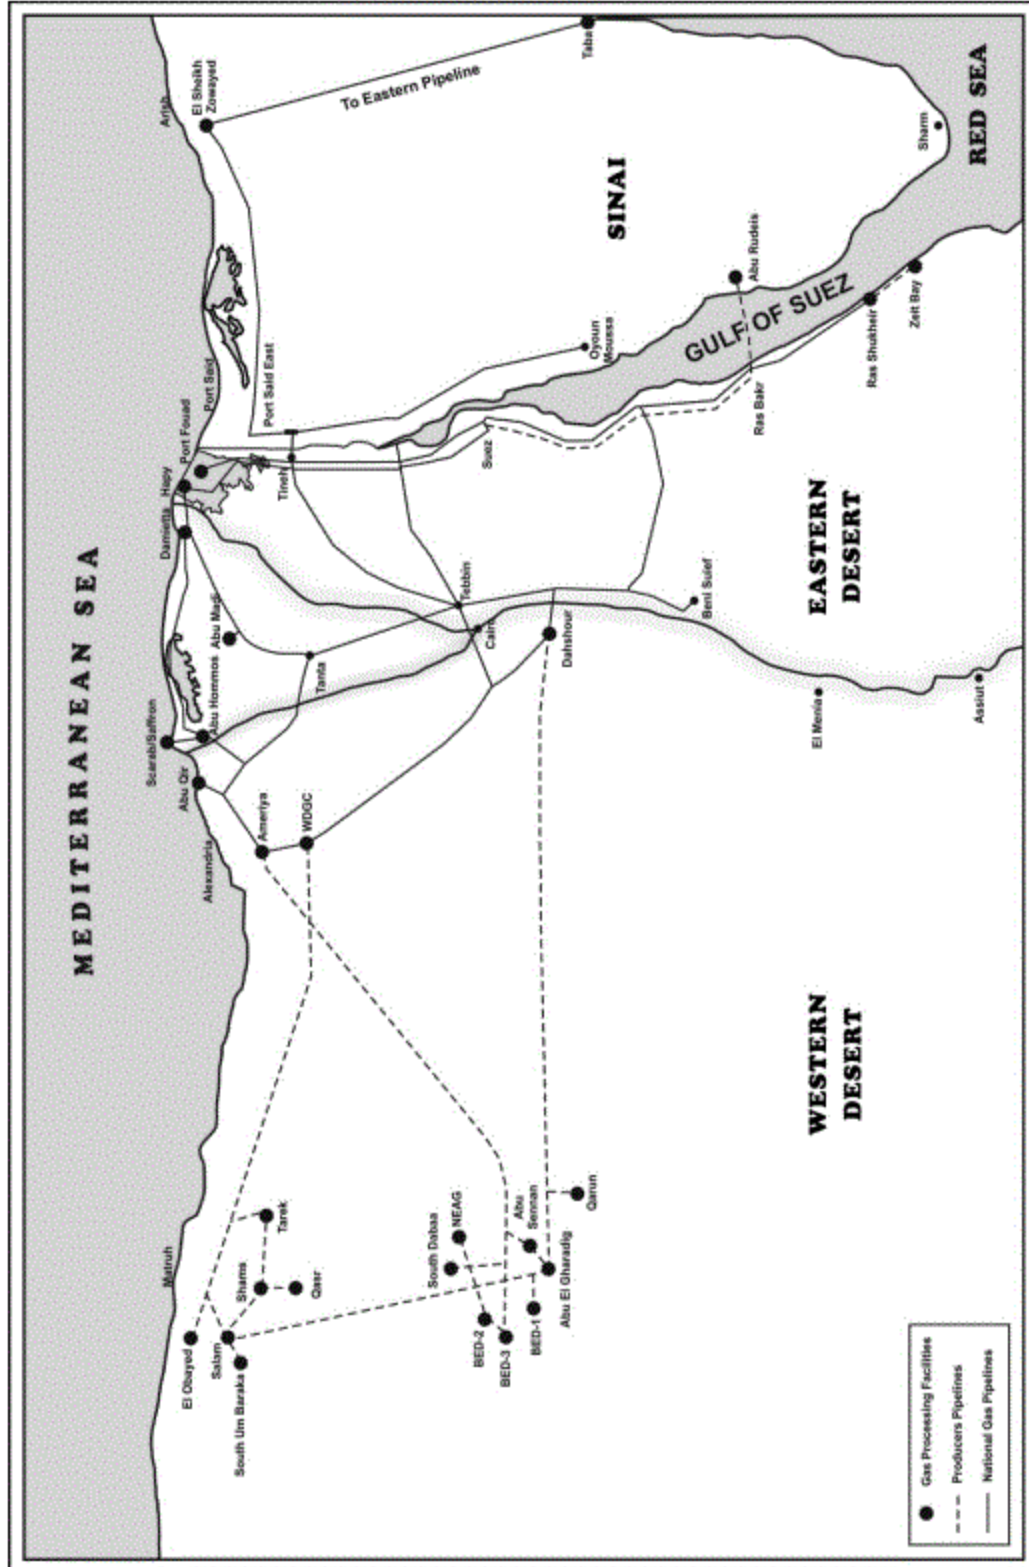 MEDITERRANEAN SEA
Matruh
Alexandria
Abu Qir
Scarab/Saffron
Abu Hommos
Abu Madi
Damietta
Hapy
Port Fouad
Port Said
Arish
El Sheikh
Zowayed
Port Said East
To Eastern Pipeline
Taba
El Obayed
Salam
South Um Baraka
Shams
Tarek
Qasr
Ameriya
WDGC
Tanta
Tineh
South Dabaa
NEAG
BED-2
BED-3
BED-1
Abu
Sennan
Abu El Gharadig
Qarun
Tebbin
Cairo
Dahshour
Suez
Oyoun
Moussa
SINAI
Beni Suief
Abu Rudeis
Ras Bakr
GULF OF SUEZ
WESTERN
DESERT
EASTERN
DESERT
El Menia
Assiut
Ras Shukheir
Zeit Bay
Sharm
RED SEA
Gas Processing Facilities
Producers Pipelines
National Gas Pipelines